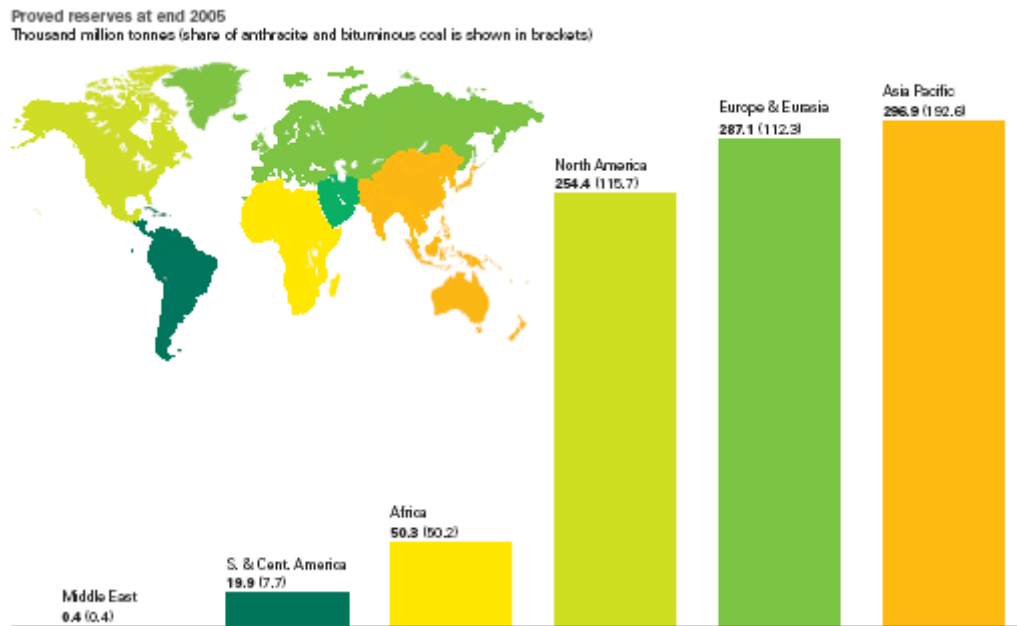 Proved reserves at end 2005
Thousand million tonnes (share of anthracite and bituminous coal is shown in brackets)
Asia Pacific
296.9 (192.6)
Europe & Eurasia
287.1 (112.3)
North America
254.4 (115.7)
Africa
50.3 (50.2)
S. & Cent. America
19.9 (7.7)
Middle East
0.4 (0.4)